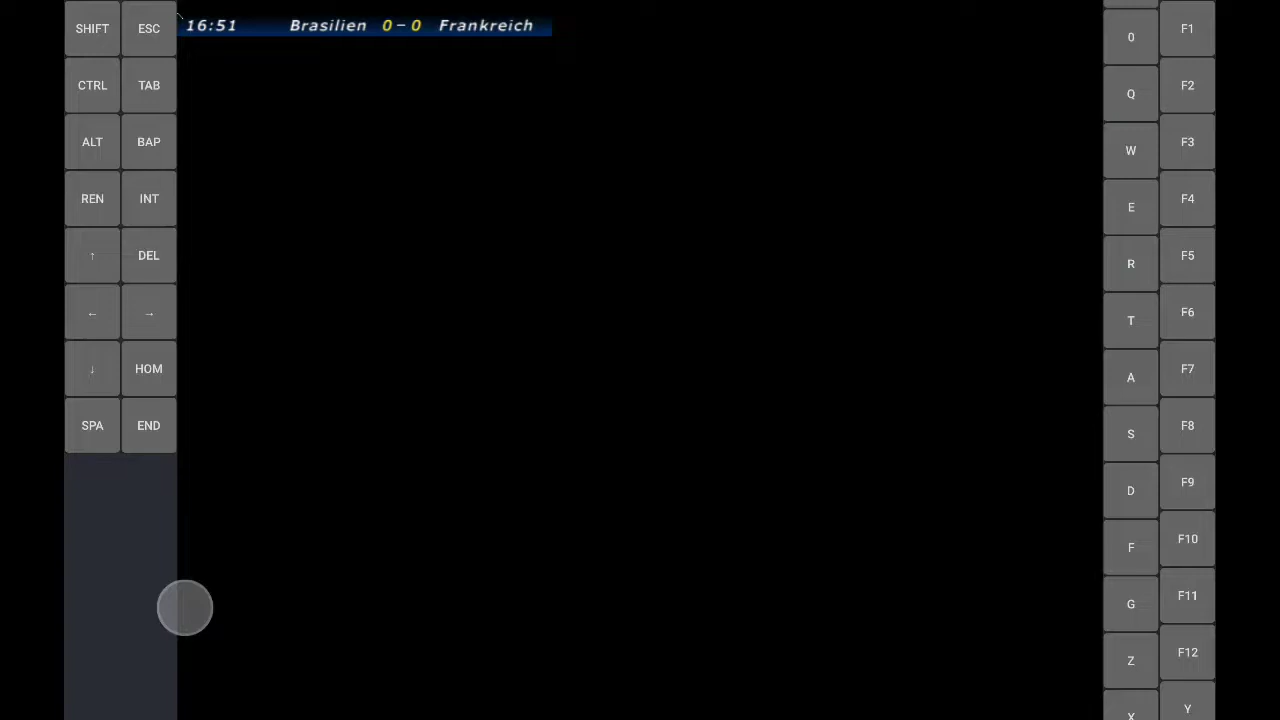 SHIFT ESC 16:51 Brasilien 0-0 Frankreich 0 F1
CTRL TAB Q F2
ALT BAP W F3
REN INT E F4
↑ DEL R F5
← → T F6
↓ HOM A F7
SPA END S F8
D F9
F F10
G F11
Z F12
X Y